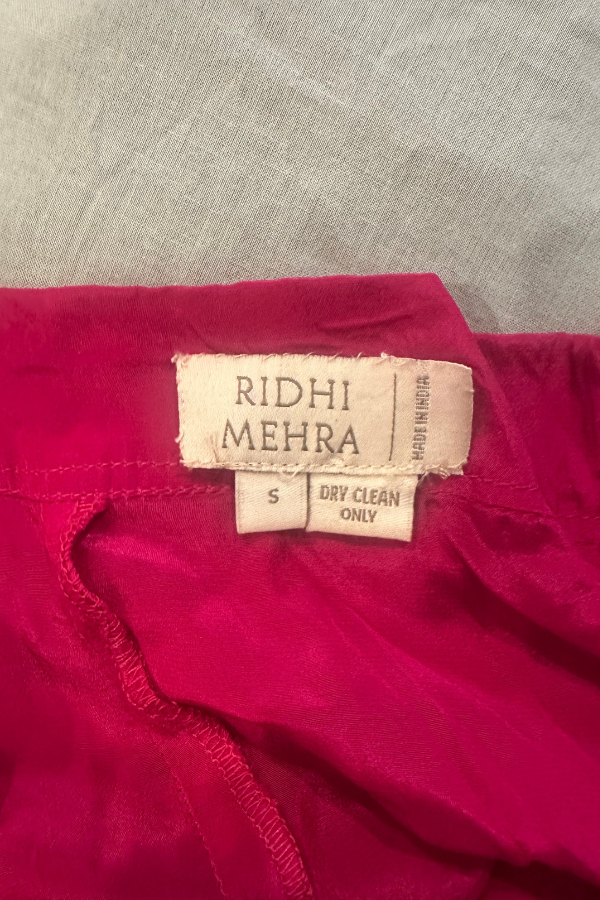 RIDHI
MEHRA
MADE IN INDIA
S
DRY CLEAN
ONLY